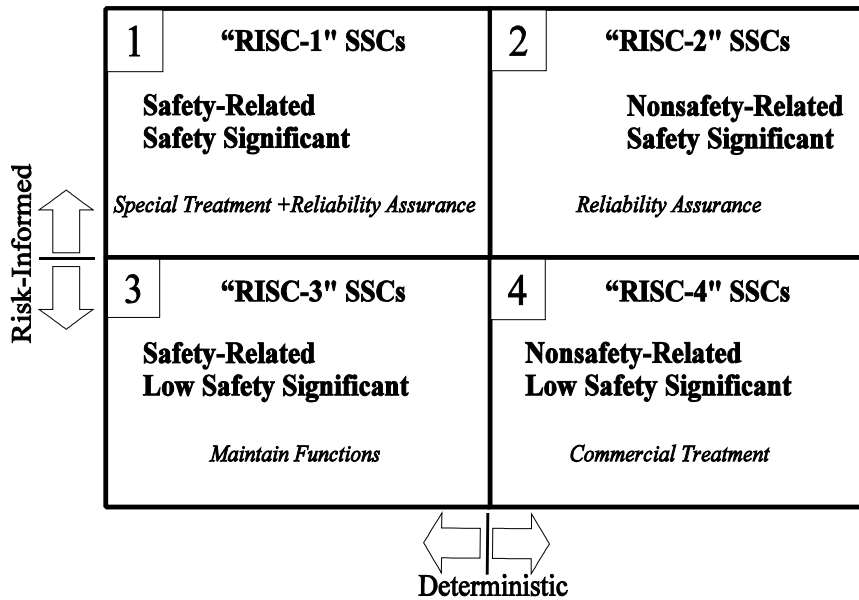 1
“RISC-1" SSCs
Safety-Related
Safety Significant
Special Treatment +Reliability Assurance
2
“RISC-2" SSCs
Nonsafety-Related
Safety Significant
Reliability Assurance
Risk-Informed
3
“RISC-3" SSCs
Safety-Related
Low Safety Significant
Maintain Functions
4
“RISC-4" SSCs
Nonsafety-Related
Low Safety Significant
Commercial Treatment
Deterministic